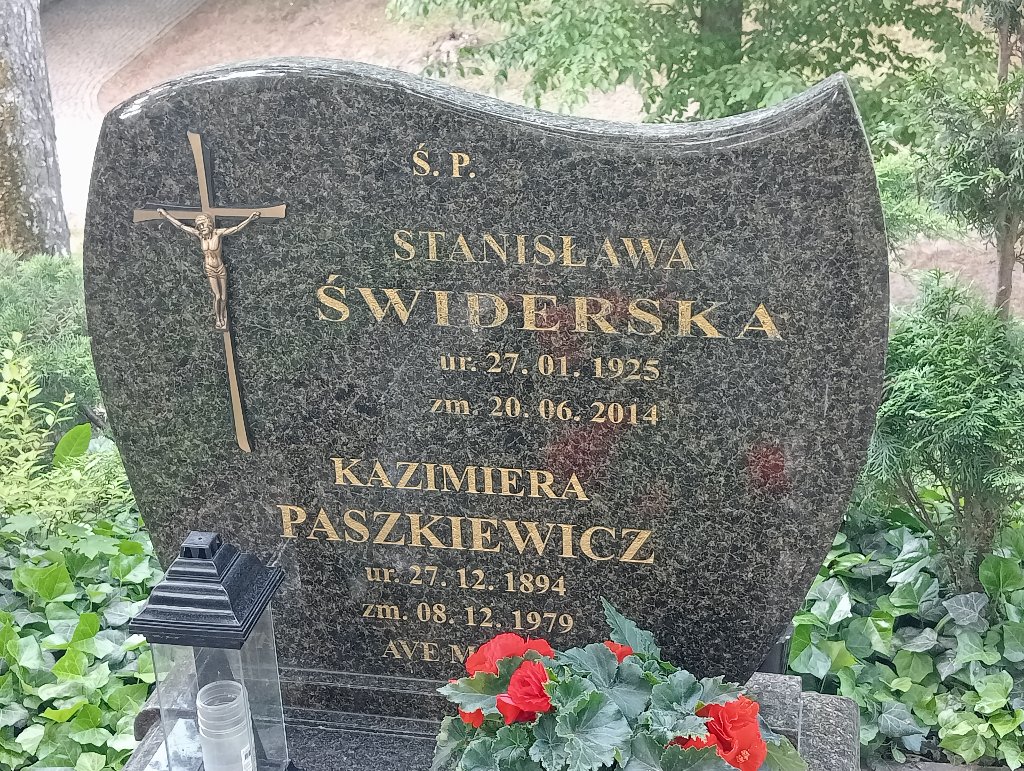 Ś. P.
STANISŁAWA
ŚWIDERSKA
ur. 27. 01. 1925
zm. 20. 06. 2014
KAZIMIERA
PASZKIEWICZ
ur. 27. 12. 1894
zm. 08. 12. 1979
AVE